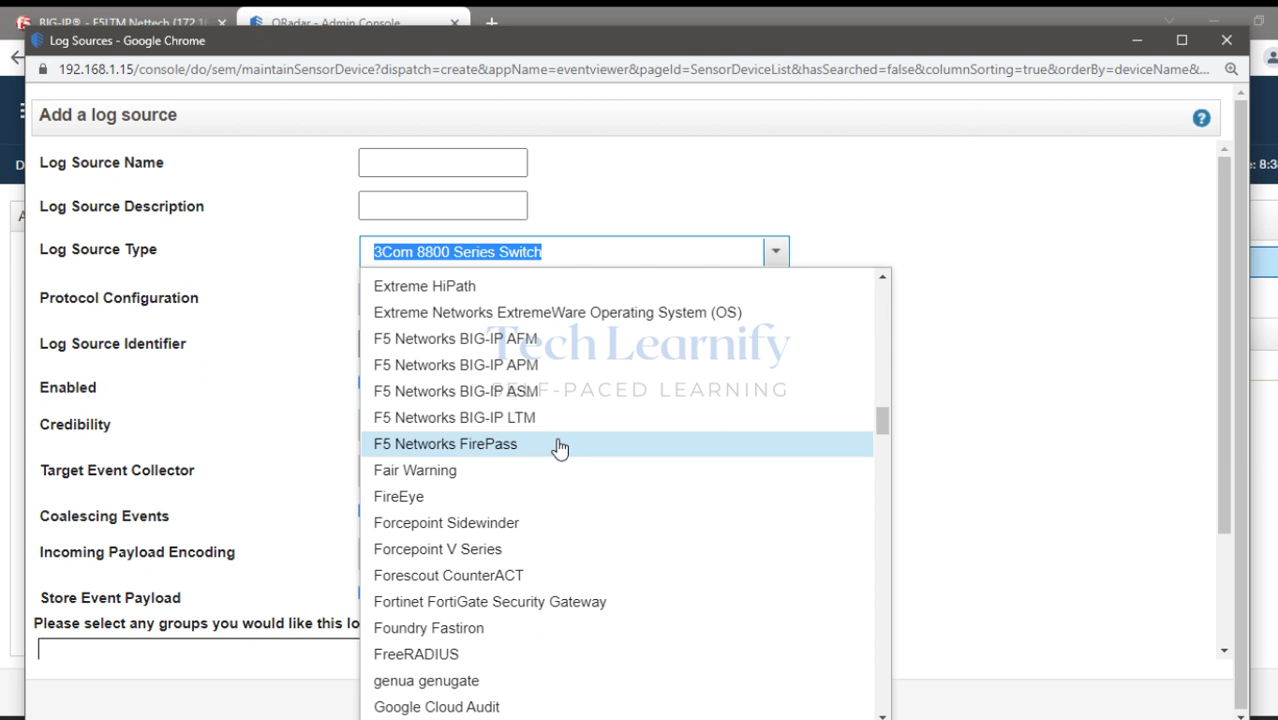 BIG-IP® - F5LTM Nettech (172.16
QRadar - Admin Console
Log Sources - Google Chrome
192.168.1.15/console/do/sem/maintainSensorDevice?dispatch=create&appName=eventviewer&pageId=SensorDeviceList&hasSearched=false&columnSorting=true&orderBy=deviceName&...
Add a log source
Log Source Name
Log Source Description
Log Source Type
3Com 8800 Series Switch
Extreme HiPath
Protocol Configuration
Extreme Networks ExtremeWare Operating System (OS)
F5 Networks BIG-IP AFM
Tech Learnify
Log Source Identifier
F5 Networks BIG-IP APM
Enabled
F5 Networks BIG-IP ASM
SELF-PACED LEARNING
F5 Networks BIG-IP LTM
Credibility
F5 Networks FirePass
Target Event Collector
Fair Warning
FireEye
Coalescing Events
Forcepoint Sidewinder
Incoming Payload Encoding
Forcepoint V Series
Forescout CounterACT
Store Event Payload
Fortinet FortiGate Security Gateway
Please select any groups you would like this lo
Foundry Fastiron
FreeRADIUS
genua genugate
Google Cloud Audit